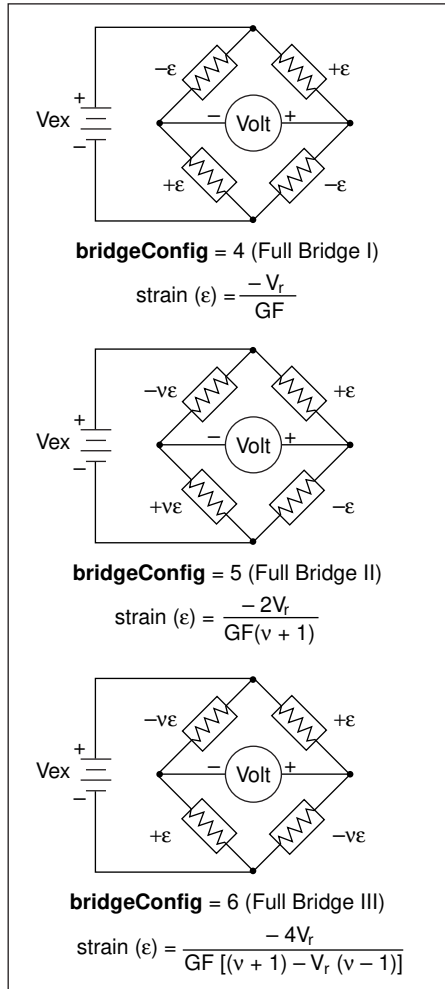 −ε +ε
+
Vex
−
− Volt +
+ε −ε
bridgeConfig = 4 (Full Bridge I)
strain (ε) = − Vr / GF
−νε +ε
+
Vex
−
− Volt +
+νε −ε
bridgeConfig = 5 (Full Bridge II)
strain (ε) = − 2Vr / GF(ν + 1)
−νε +ε
+
Vex
−
− Volt +
+ε −νε
bridgeConfig = 6 (Full Bridge III)
strain (ε) = − 4Vr / GF [(ν + 1) − Vr (ν − 1)]